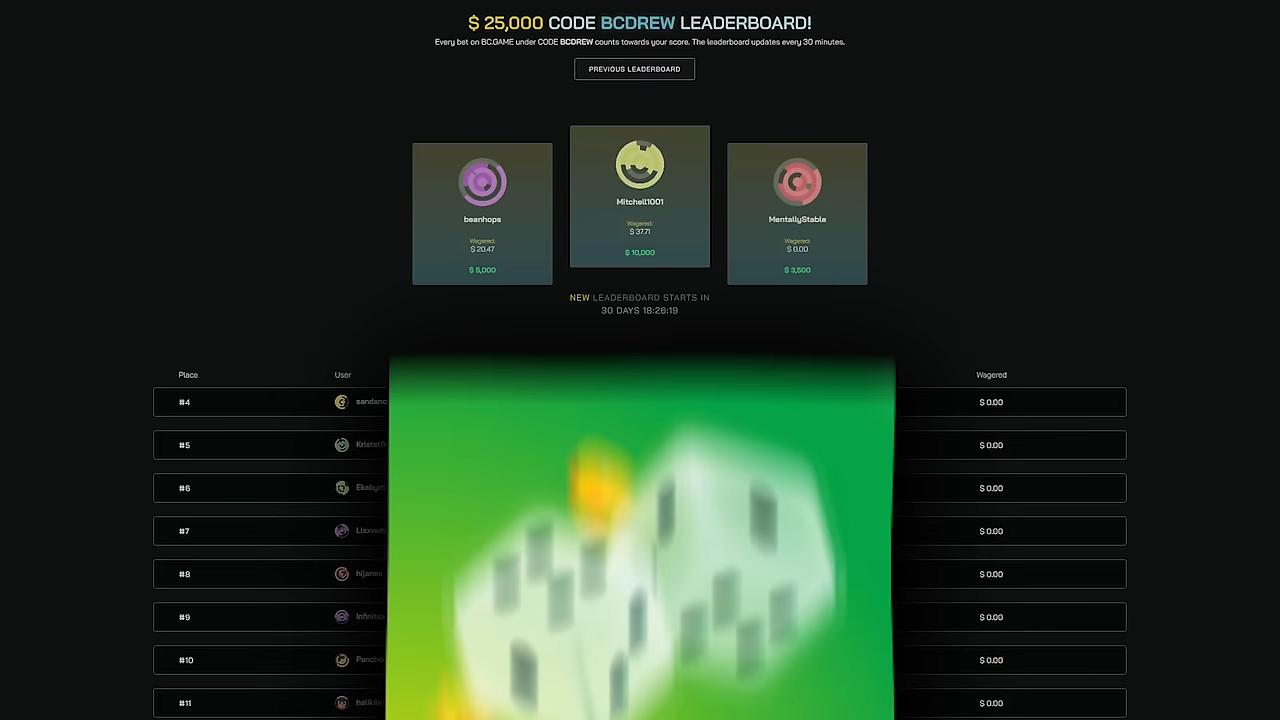 $ 25,000 CODE BCDREW LEADERBOARD!
Every bet on BC.GAME under CODE BCDREW counts towards your score. The leaderboard updates every 30 minutes.
PREVIOUS LEADERBOARD
Mitchell1001
Wagered:
$ 37.71
$ 10,000
beanhops
Wagered:
$ 20.47
$ 5,000
MentallyStable
Wagered:
$ 0.00
$ 3,500
NEW LEADERBOARD STARTS IN
30 DAYS 18:26:19
Place User Wagered
#4 $ 0.00
#5 $ 0.00
#6 $ 0.00
#7 $ 0.00
#8 hijanes $ 0.00
#9 $ 0.00
#10 $ 0.00
#11 $ 0.00